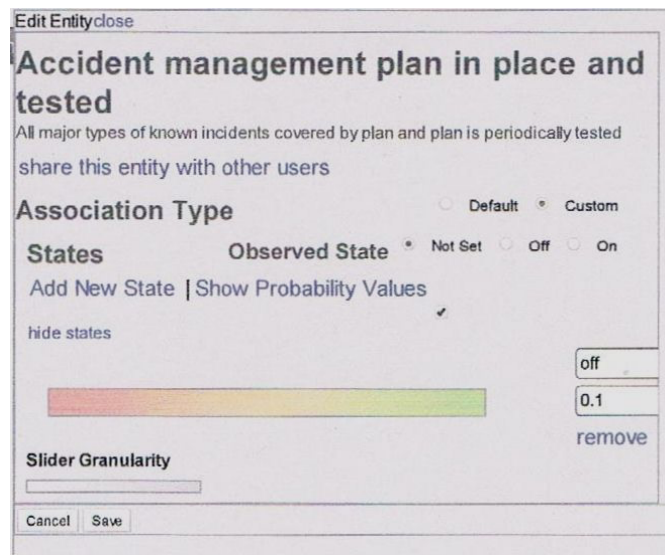 Edit Entityclose
Accident management plan in place and
tested
All major types of known incidents covered by plan and plan is periodically tested
share this entity with other users
Association Type Default Custom
States Observed State Not Set Off On
Add New State | Show Probability Values
hide states
off
0.1
remove
Slider Granularity
Cancel Save